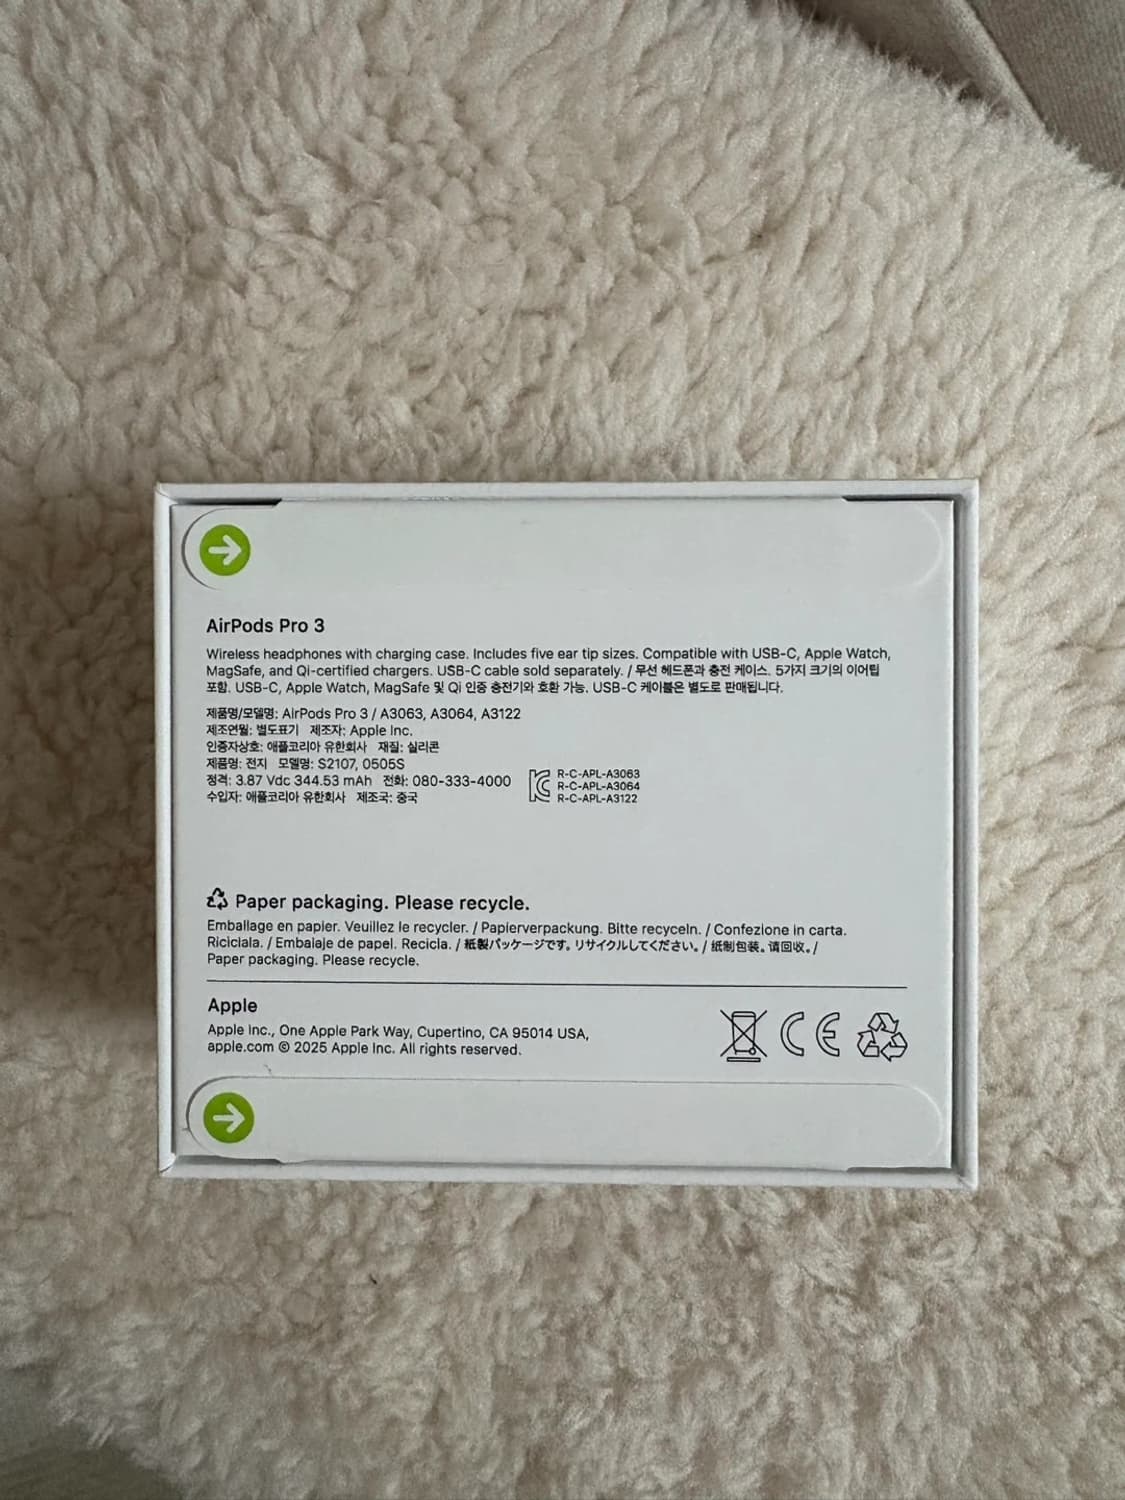 AirPods Pro 3
Wireless headphones with charging case. Includes five ear tip sizes. Compatible with USB-C, Apple Watch,
MagSafe, and Qi-certified chargers. USB-C cable sold separately. / 무선 헤드폰과 충전 케이스. 5가지 크기의 이어팁
포함. USB-C, Apple Watch, MagSafe 및 Qi 인증 충전기와 호환 가능. USB-C 케이블은 별도로 판매됩니다.
제품명/모델명: AirPods Pro 3 / A3063, A3064, A3122
제조연월: 별도표기 제조자: Apple Inc.
인증자상호: 애플코리아 유한회사 재질: 실리콘
제품명: 전지 모델명: S2107, 0505S
정격: 3.87 Vdc 344.53 mAh 전화: 080-333-4000
수입자: 애플코리아 유한회사 제조국: 중국
R-C-APL-A3063
R-C-APL-A3064
R-C-APL-A3122
Paper packaging. Please recycle.
Emballage en papier. Veuillez le recycler. / Papierverpackung. Bitte recyceln. / Confezione in carta.
Riciclala. / Embalaje de papel. Recicla. / 紙製パッケージです。リサイクルしてください。/ 纸制包装。请回收。/
Paper packaging. Please recycle.
Apple
Apple Inc., One Apple Park Way, Cupertino, CA 95014 USA,
apple.com © 2025 Apple Inc. All rights reserved.
CE